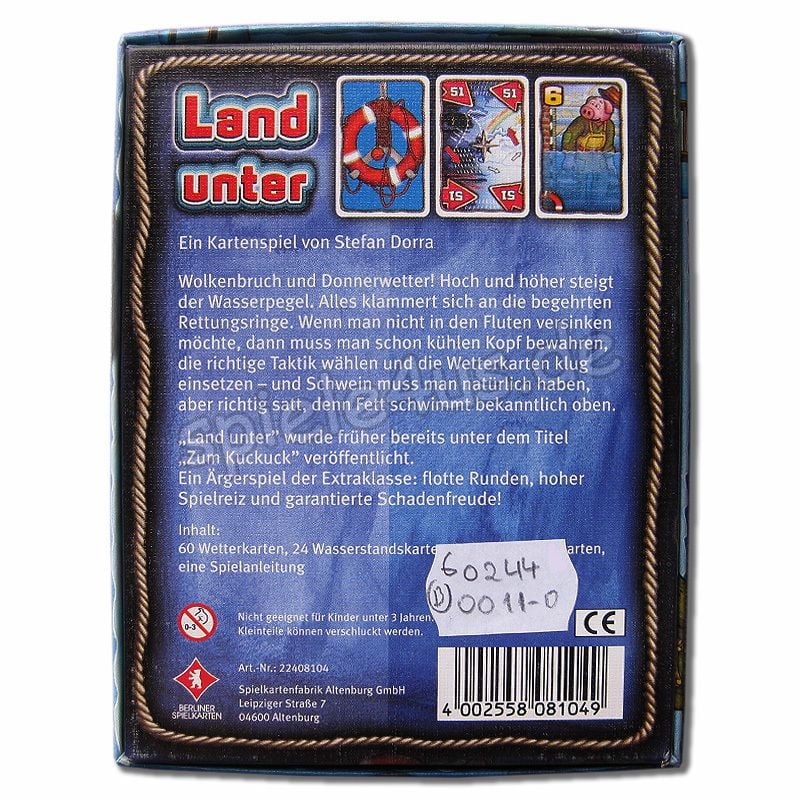 Land
unter
51 51
51 51
6
Ein Kartenspiel von Stefan Dorra
Wolkenbruch und Donnerwetter! Hoch und höher steigt
der Wasserpegel. Alles klammert sich an die begehrten
Rettungsringe. Wenn man nicht in den Fluten versinken
möchte, dann muss man schon kühlen Kopf bewahren,
die richtige Taktik wählen und die Wetterkarten klug
einsetzen – und Schwein muss man natürlich haben,
aber richtig satt, denn Fett schwimmt bekanntlich oben.
„Land unter” wurde früher bereits unter dem Titel
„Zum Kuckuck” veröffentlicht.
Ein Ärgerspiel der Extraklasse: flotte Runden, hoher
Spielreiz und garantierte Schadenfreude!
Inhalt:
60 Wetterkarten, 24 Wasserstandskarte arten,
eine Spielanleitung
60244
(B) 0011-0
0-3
Nicht geeignet für Kinder unter 3 Jahren.
Kleinteile können verschluckt werden.
CE
Art.-Nr.: 22408104
Spielkartenfabrik Altenburg GmbH
Leipziger Straße 7
04600 Altenburg
BERLINER
SPIELKARTEN
4 002558 081049
spiele4us.de